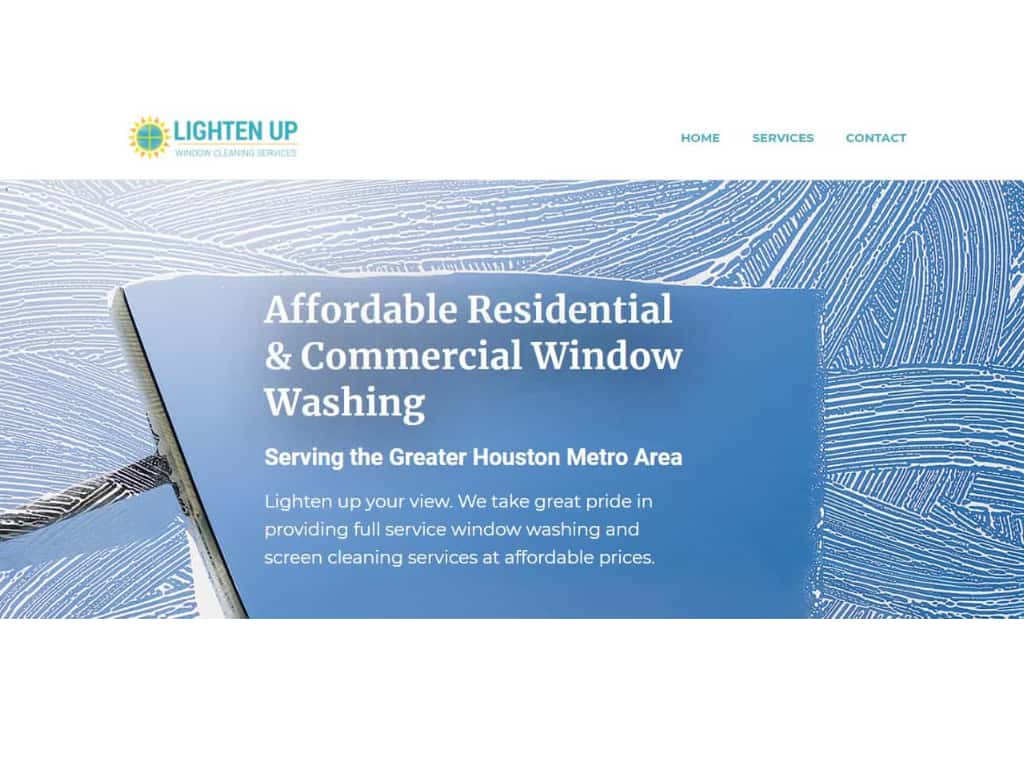 LIGHTEN UP
WINDOW CLEANING SERVICES
HOME SERVICES CONTACT
Affordable Residential
& Commercial Window
Washing
Serving the Greater Houston Metro Area
Lighten up your view. We take great pride in
providing full service window washing and
screen cleaning services at affordable prices.